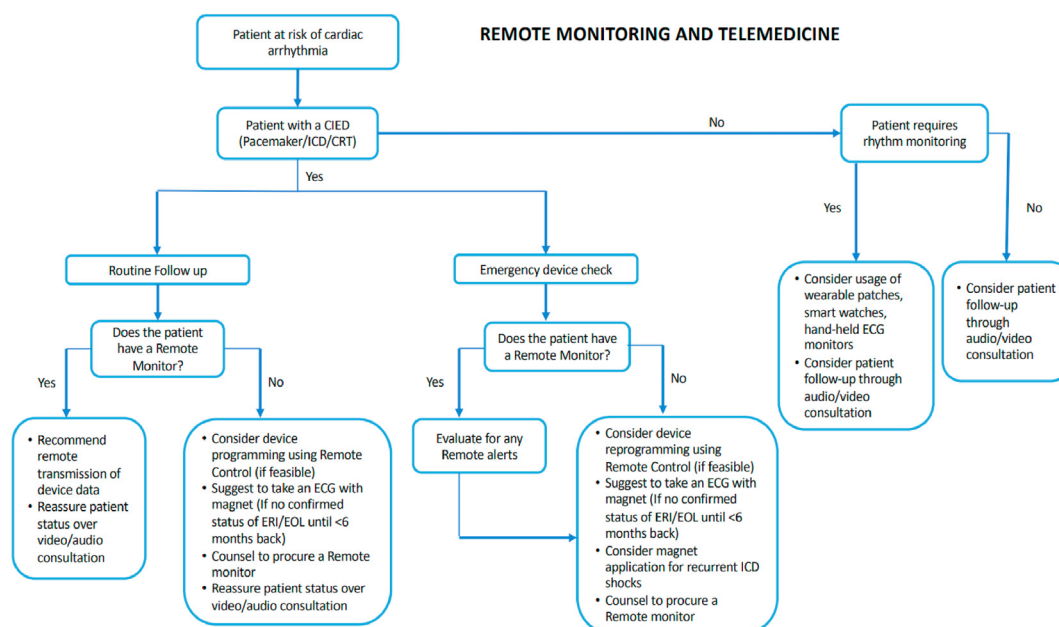 REMOTE MONITORING AND TELEMEDICINE
Patient at risk of cardiac
arrhythmia
Patient with a CIED
(Pacemaker/ICD/CRT)
No
Patient requires
rhythm monitoring
Yes
Yes
No
Routine Follow up
Emergency device check
• Consider usage of
wearable patches,
smart watches,
hand-held ECG
monitors
• Consider patient
follow-up through
audio/video
consultation
• Consider patient
follow-up
through
audio/video
consultation
Does the patient
have a Remote
Monitor?
Does the patient have
a Remote Monitor?
Yes
No
Yes
No
• Recommend
remote
transmission of
device data
• Reassure patient
status over
video/audio
consultation
• Consider device
programming using
Remote Control (if
feasible)
• Suggest to take an ECG with
magnet (If no confirmed
status of ERI/EOL until <6
months back)
• Counsel to procure a Remote
monitor
• Reassure patient status over
video/audio consultation
Evaluate for any
Remote alerts
• Consider device
reprogramming using
Remote Control (if feasible)
• Suggest to take an ECG with
magnet (If no confirmed
status of ERI/EOL until <6
months back)
• Consider magnet
application for recurrent ICD
shocks
• Counsel to procure a
Remote monitor